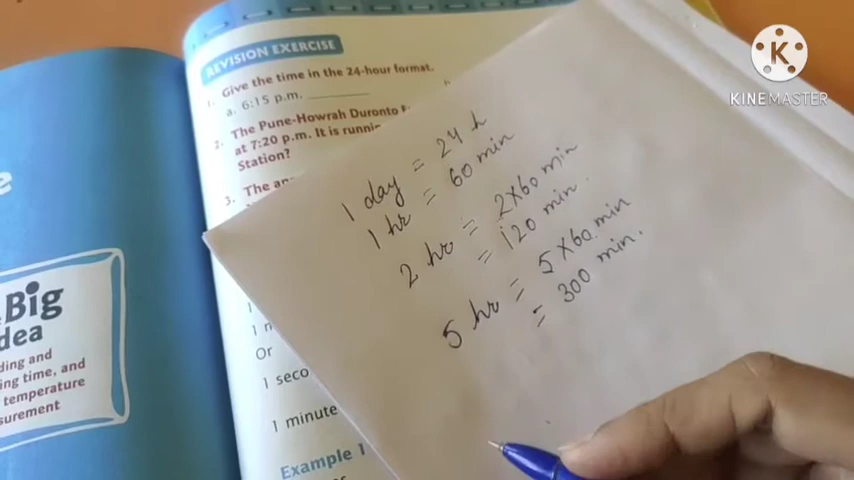 REVISION EXERCISE
1. Give the time in the 24-hour format.
a. 6:15 p.m.
2. The Pune-Howrah Duronto
at 7:20 p.m. It is runnin
Station?
3. The an
1 day = 24 h
1 hr = 60 min
2 hr = 2×60 min
= 120 min.
5 hr = 5×60 min
= 300 min.
Big
dea
ding and
ing time, and
temperature
surement
Or
1 seco
1 minute
Example 1
K
KINEMASTER